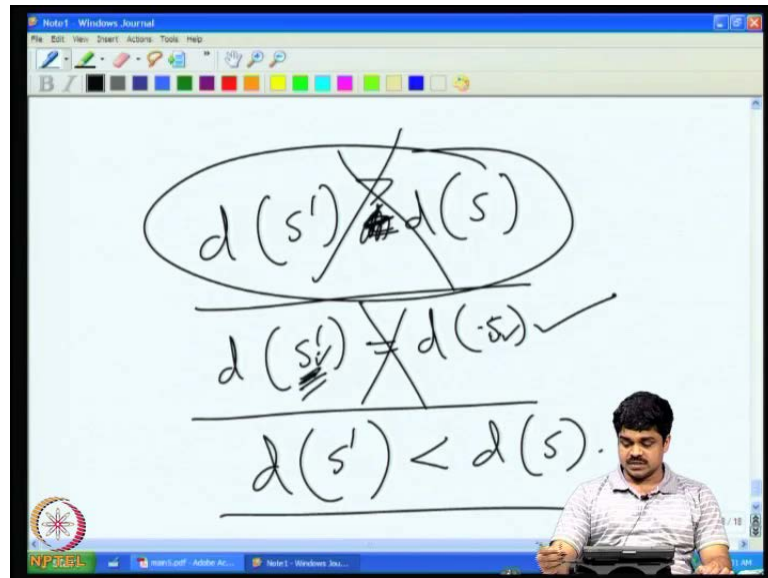 Note1 - Windows Journal
File Edit View Insert Actions Tools Help
B I
d(s') > d(s)
d(s') = d(s) ✓
d(s') < d(s).
NPTEL
main5.pdf - Adobe Ac...
Note1 - Windows Jou...